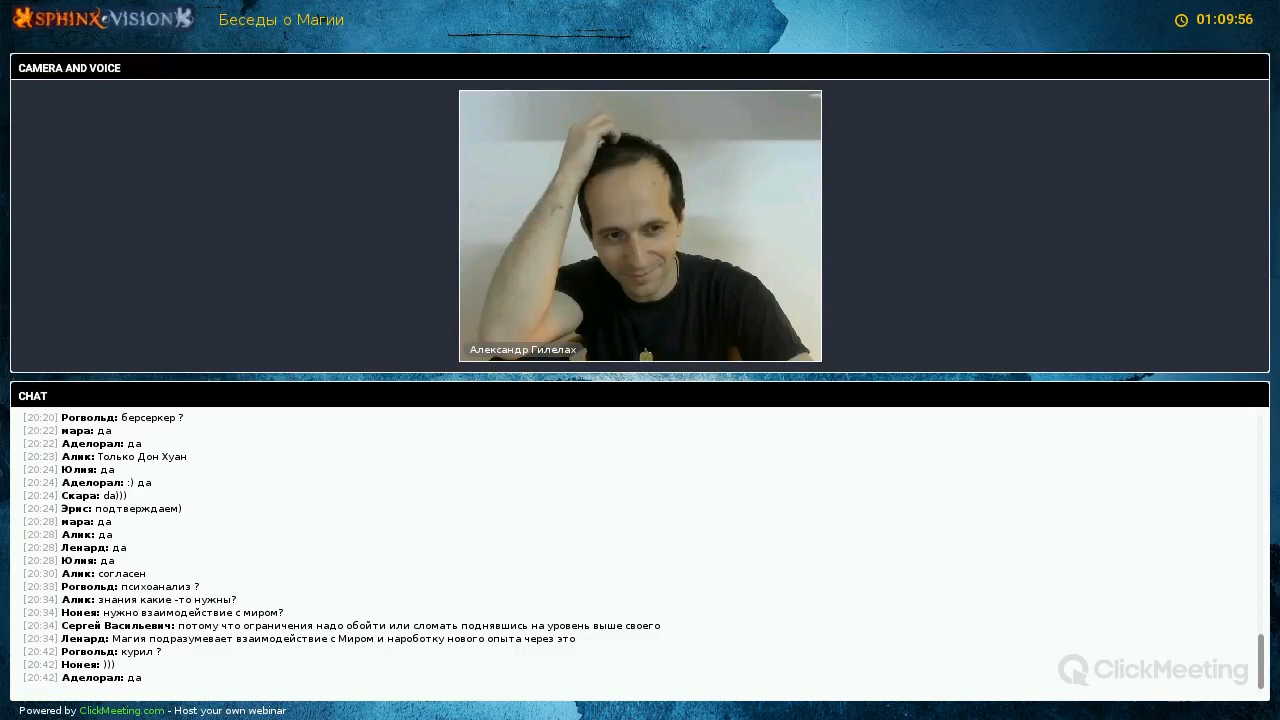 SPHINX VISION
Беседы о Магии
01:09:56
CAMERA AND VOICE
Александр Гилелах
CHAT
[20:20] Рогвольд: берсеркер ?
[20:22] мара: да
[20:22] Аделорал: да
[20:23] Алик: Только Дон Хуан
[20:24] Юлия: да
[20:24] Аделорал: :) да
[20:24] Скара: da)))
[20:24] Эрис: подтверждаем)
[20:28] мара: да
[20:28] Алик: да
[20:28] Ленард: да
[20:28] Юлия: да
[20:30] Алик: согласен
[20:33] Рогвольд: психоанализ ?
[20:34] Алик: знания какие -то нужны?
[20:34] Нонея: нужно взаимодействие с миром?
[20:34] Сергей Васильевич: потому что ограничения надо обойти или сломать поднявшись на уровень выше своего
[20:34] Ленард: Магия подразумевает взаимодействие с Миром и нароботку нового опыта через это
[20:42] Рогвольд: курил ?
[20:42] Нонея: )))
[20:42] Аделорал: да
ClickMeeting
Powered by ClickMeeting.com - Host your own webinar